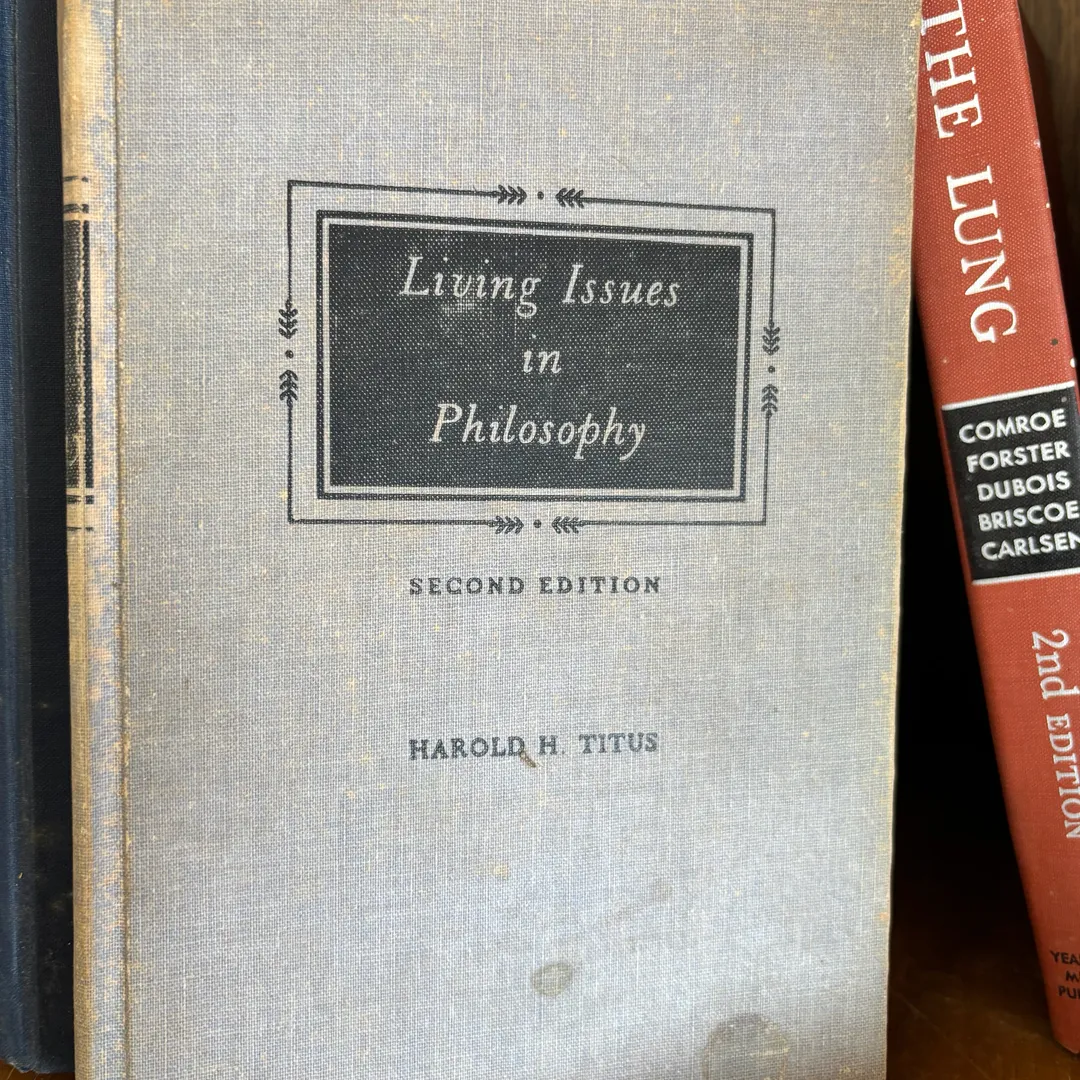 Living Issues
in
Philosophy
SECOND EDITION
HAROLD H. TITUS
THE LUNG
COMROE
FORSTER
DUBOIS
BRISCOE
CARLSEN
2nd EDITION